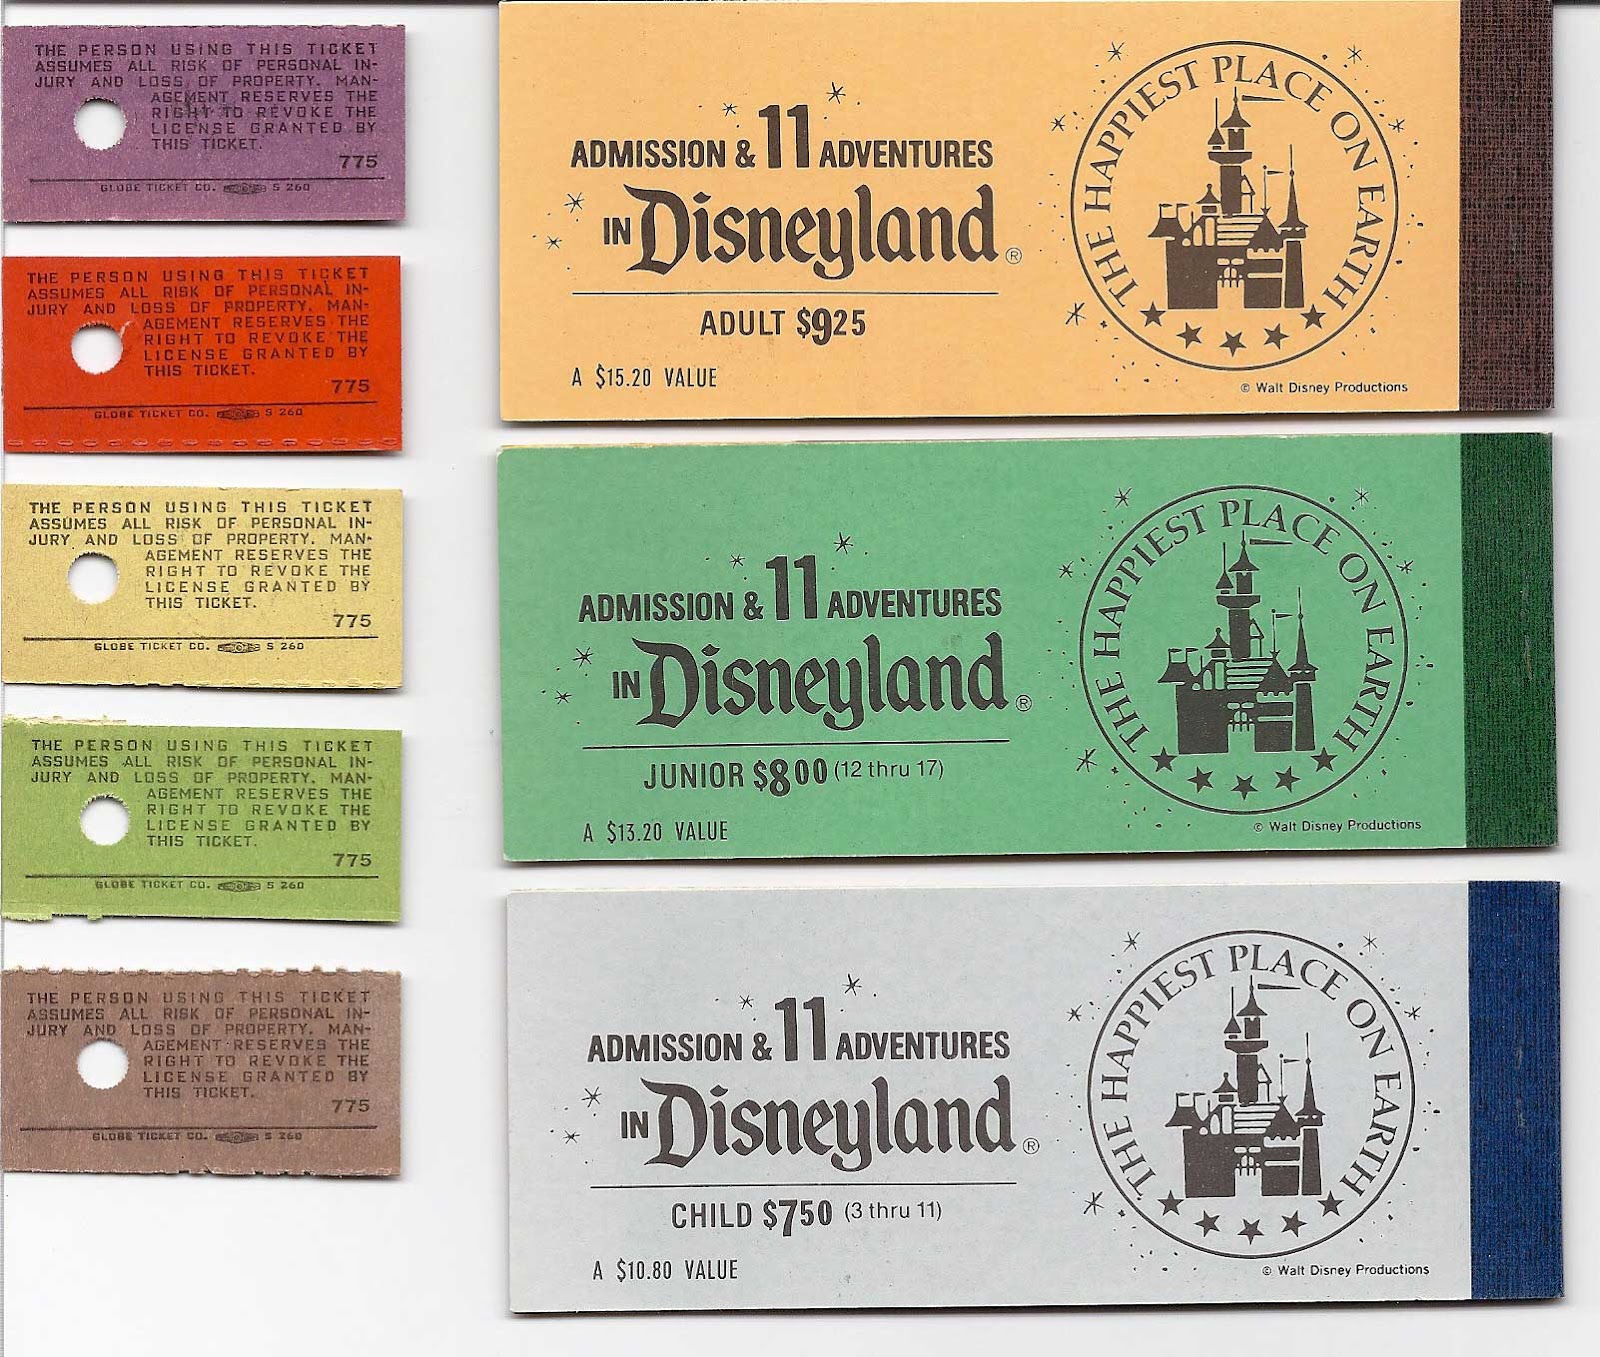 THE PERSON USING THIS TICKET
ASSUMES ALL RISK OF PERSONAL IN-
JURY AND LOSS OF PROPERTY. MAN-
AGEMENT RESERVES THE
RIGHT TO REVOKE THE
LICENSE GRANTED BY
THIS TICKET.
775
GLOBE TICKET CO. S 260
THE PERSON USING THIS TICKET
ASSUMES ALL RISK OF PERSONAL IN-
JURY AND LOSS OF PROPERTY. MAN-
AGEMENT RESERVES THE
RIGHT TO REVOKE THE
LICENSE GRANTED BY
THIS TICKET.
775
GLOBE TICKET CO. S 260
THE PERSON USING THIS TICKET
ASSUMES ALL RISK OF PERSONAL IN-
JURY AND LOSS OF PROPERTY. MAN-
AGEMENT RESERVES THE
RIGHT TO REVOKE THE
LICENSE GRANTED BY
THIS TICKET.
775
GLOBE TICKET CO. S 260
THE PERSON USING THIS TICKET
ASSUMES ALL RISK OF PERSONAL IN-
JURY AND LOSS OF PROPERTY. MAN-
AGEMENT RESERVES THE
RIGHT TO REVOKE THE
LICENSE GRANTED BY
THIS TICKET.
775
GLOBE TICKET CO. S 260
THE PERSON USING THIS TICKET
ASSUMES ALL RISK OF PERSONAL IN-
JURY AND LOSS OF PROPERTY. MAN-
AGEMENT RESERVES THE
RIGHT TO REVOKE THE
LICENSE GRANTED BY
THIS TICKET.
775
GLOBE TICKET CO. S 260
ADMISSION & 11 ADVENTURES
IN Disneyland®
ADULT $925
A $15.20 VALUE
THE HAPPIEST PLACE ON EARTH
© Walt Disney Productions
ADMISSION & 11 ADVENTURES
IN Disneyland®
JUNIOR $800 (12 thru 17)
A $13.20 VALUE
THE HAPPIEST PLACE ON EARTH
© Walt Disney Productions
ADMISSION & 11 ADVENTURES
IN Disneyland®
CHILD $750 (3 thru 11)
A $10.80 VALUE
THE HAPPIEST PLACE ON EARTH
© Walt Disney Productions